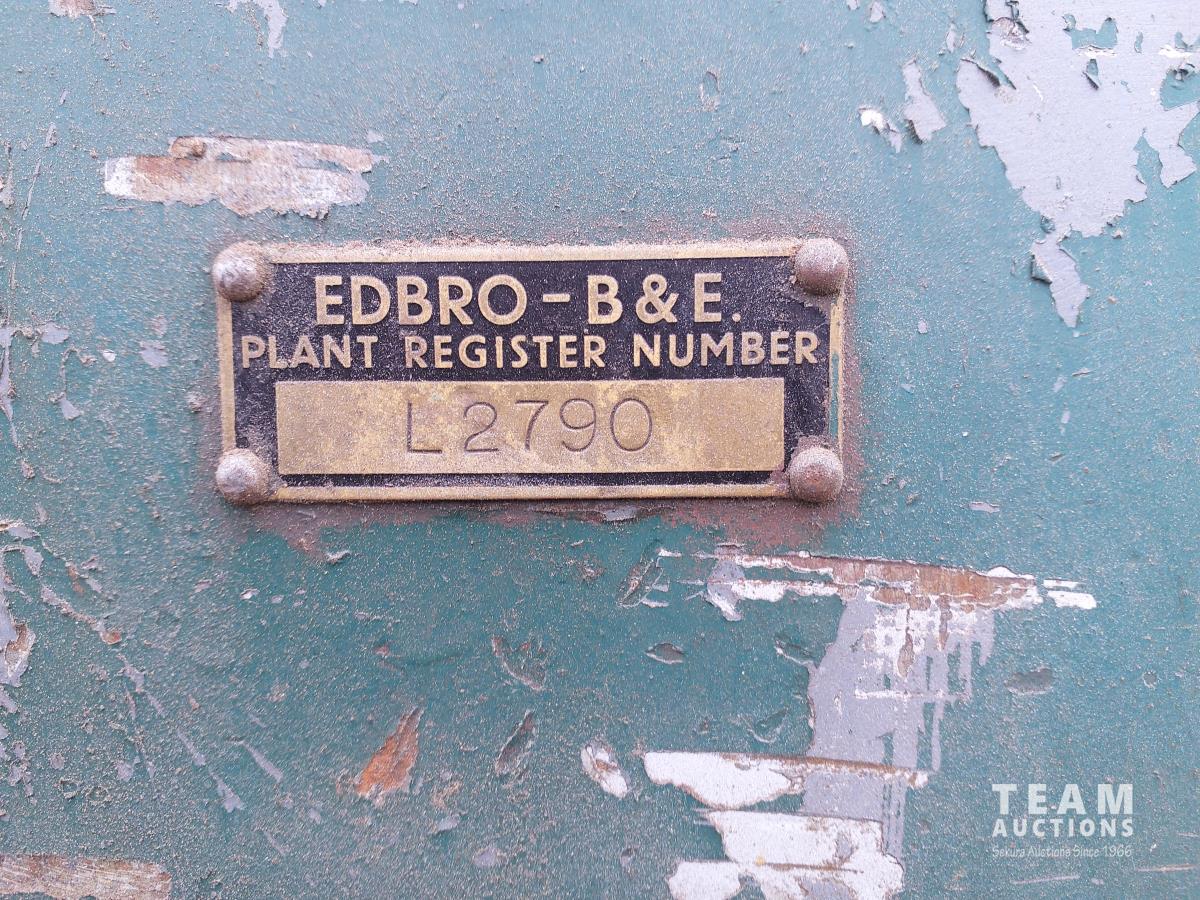 EDBRO - B & E.
PLANT REGISTER NUMBER
L2790
TEAM
AUCTIONS
Sekura Auctions Since 1966